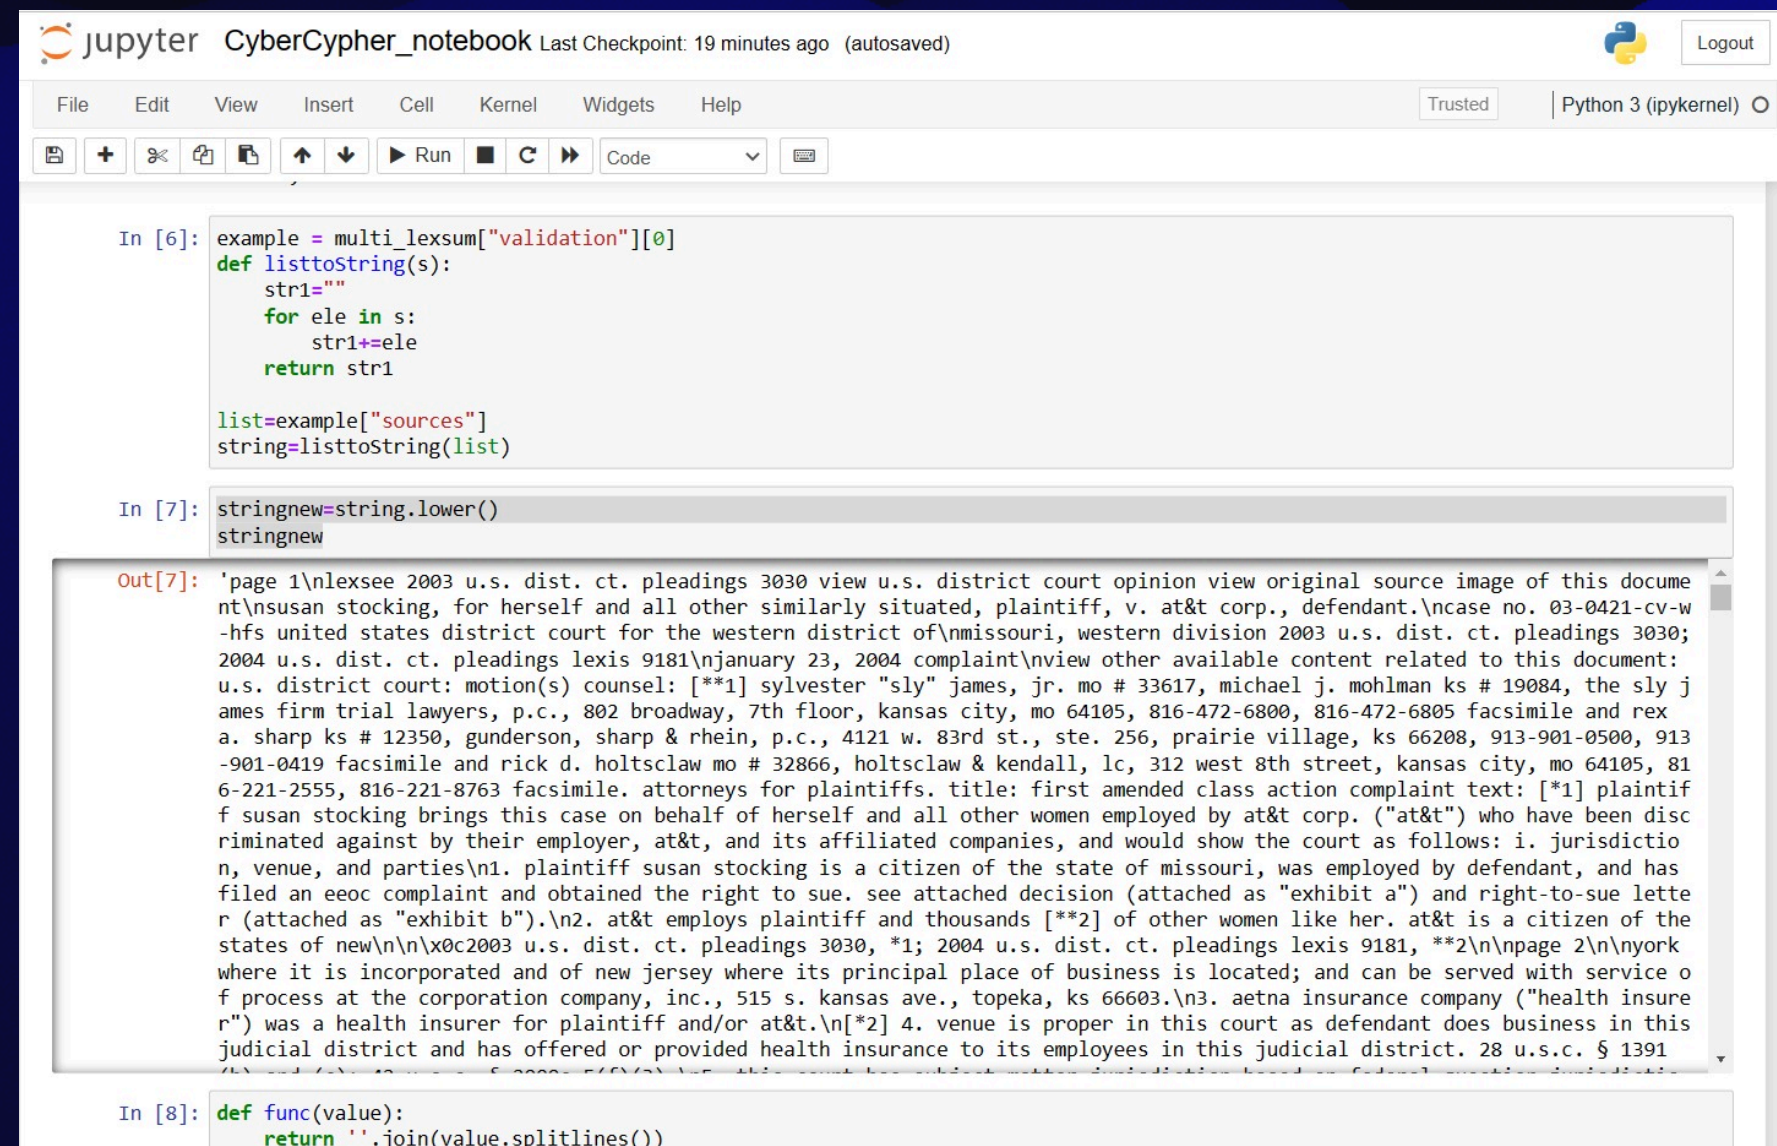 jupyter CyberCypher_notebook Last Checkpoint: 19 minutes ago (autosaved)
Logout
File Edit View Insert Cell Kernel Widgets Help
Trusted Python 3 (ipykernel)
Run Code
In [6]: example = multi_lexsum["validation"][0]
def listtoString(s):
    str1=""
    for ele in s:
        str1+=ele
    return str1
list=example["sources"]
string=listtoString(list)
In [7]: stringnew=string.lower()
stringnew
Out[7]: 'page 1\nlexsee 2003 u.s. dist. ct. pleadings 3030 view u.s. district court opinion view original source image of this docume
nt\nsusan stocking, for herself and all other similarly situated, plaintiff, v. at&t corp., defendant.\ncase no. 03-0421-cv-w
-hfs united states district court for the western district of\nmissouri, western division 2003 u.s. dist. ct. pleadings 3030;
2004 u.s. dist. ct. pleadings lexis 9181\njanuary 23, 2004 complaint\nview other available content related to this document:
u.s. district court: motion(s) counsel: [**1] sylvester "sly" james, jr. mo # 33617, michael j. mohlman ks # 19084, the sly j
ames firm trial lawyers, p.c., 802 broadway, 7th floor, kansas city, mo 64105, 816-472-6800, 816-472-6805 facsimile and rex
a. sharp ks # 12350, gunderson, sharp & rhein, p.c., 4121 w. 83rd st., ste. 256, prairie village, ks 66208, 913-901-0500, 913
-901-0419 facsimile and rick d. holtsclaw mo # 32866, holtsclaw & kendall, lc, 312 west 8th street, kansas city, mo 64105, 81
6-221-2555, 816-221-8763 facsimile. attorneys for plaintiffs. title: first amended class action complaint text: [*1] plaintif
f susan stocking brings this case on behalf of herself and all other women employed by at&t corp. ("at&t") who have been disc
riminated against by their employer, at&t, and its affiliated companies, and would show the court as follows: i. jurisdictio
n, venue, and parties\n1. plaintiff susan stocking is a citizen of the state of missouri, was employed by defendant, and has
filed an eeoc complaint and obtained the right to sue. see attached decision (attached as "exhibit a") and right-to-sue lette
r (attached as "exhibit b").\n2. at&t employs plaintiff and thousands [**2] of other women like her. at&t is a citizen of the
states of new\n\n\x0c2003 u.s. dist. ct. pleadings 3030, *1; 2004 u.s. dist. ct. pleadings lexis 9181, **2\n\npage 2\n\nyork
where it is incorporated and of new jersey where its principal place of business is located; and can be served with service o
f process at the corporation company, inc., 515 s. kansas ave., topeka, ks 66603.\n3. aetna insurance company ("health insure
r") was a health insurer for plaintiff and/or at&t.\n[*2] 4. venue is proper in this court as defendant does business in this
judicial district and has offered or provided health insurance to its employees in this judicial district. 28 u.s.c. § 1391
In [8]: def func(value):
    return ''.join(value.splitlines())